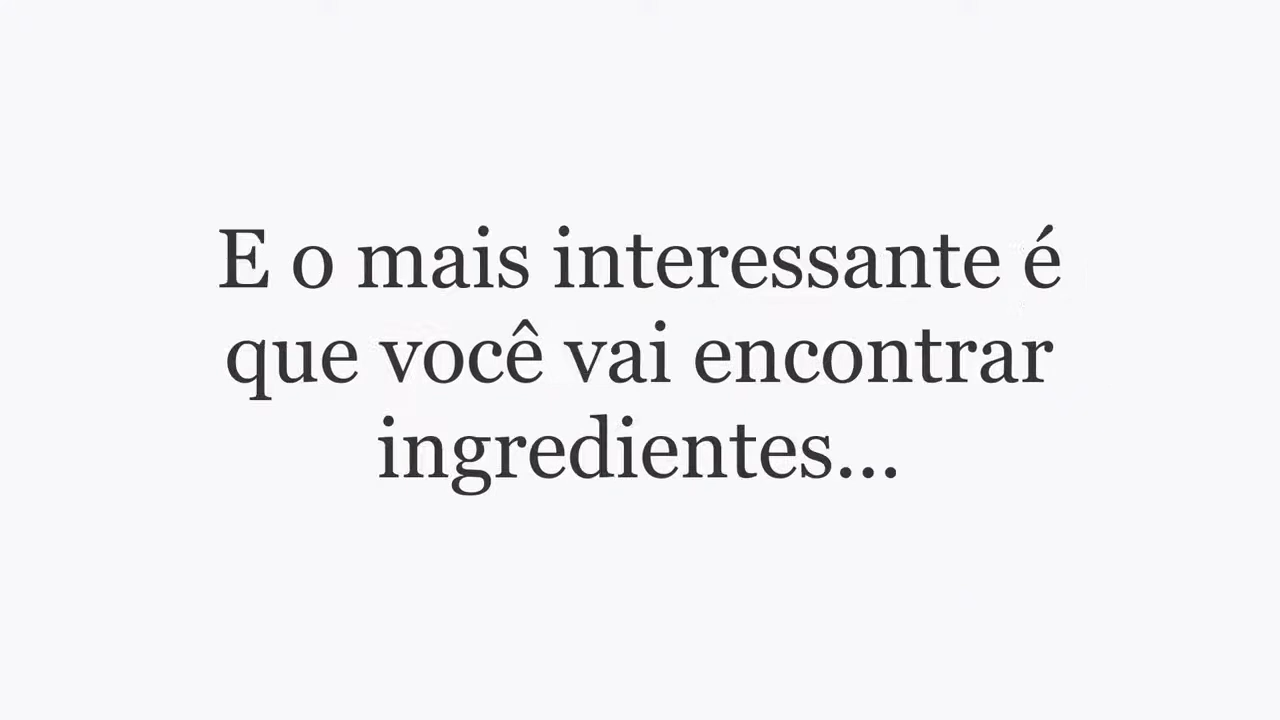 E o mais interessante é
que você vai encontrar
ingredientes...